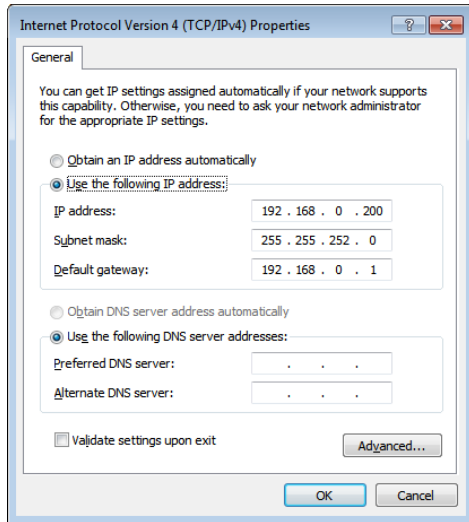 Internet Protocol Version 4 (TCP/IPv4) Properties
General
You can get IP settings assigned automatically if your network supports
this capability. Otherwise, you need to ask your network administrator
for the appropriate IP settings.
Obtain an IP address automatically
Use the following IP address:
IP address: 192 . 168 . 0 . 200
Subnet mask: 255 . 255 . 252 . 0
Default gateway: 192 . 168 . 0 . 1
Obtain DNS server address automatically
Use the following DNS server addresses:
Preferred DNS server: . . .
Alternate DNS server: . . .
Validate settings upon exit
Advanced...
OK Cancel